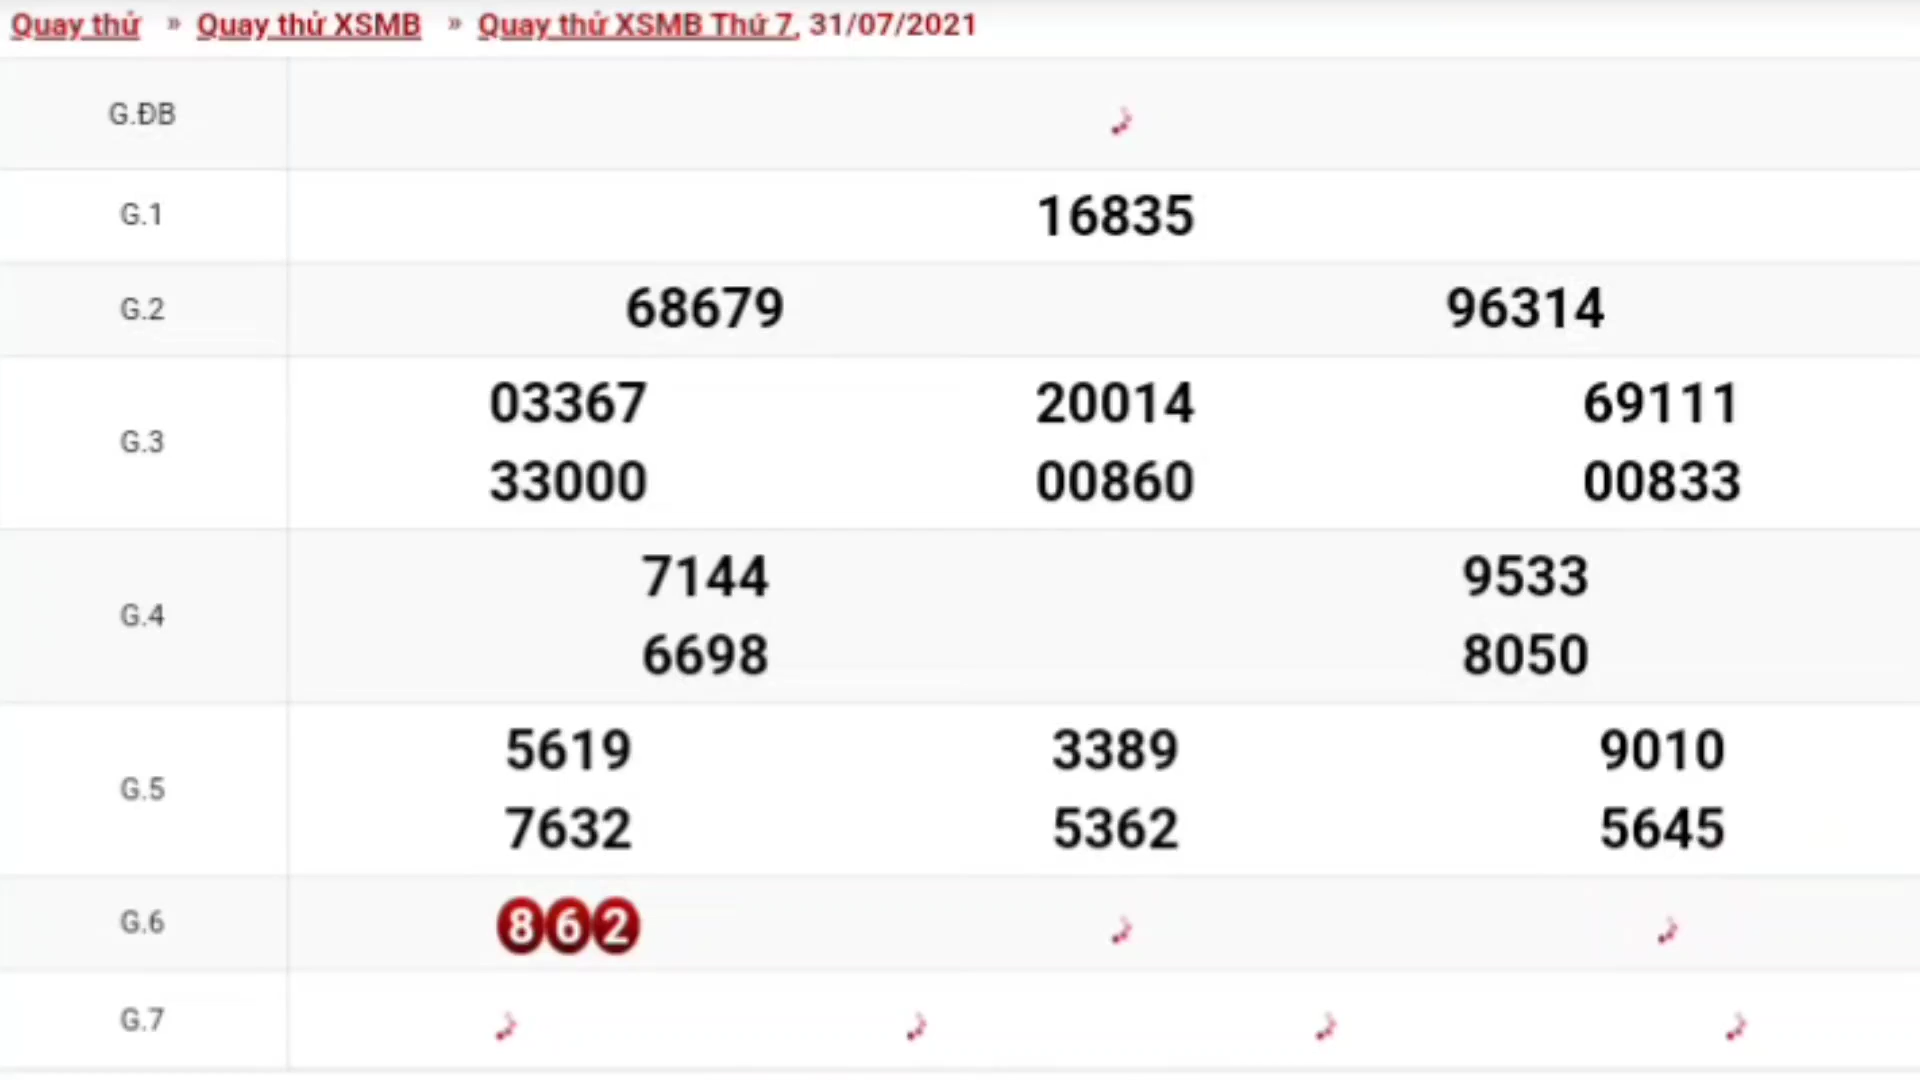 Quay thử » Quay thử XSMB » Quay thử XSMB Thứ 7, 31/07/2021
G.ĐB
G.1 16835
G.2 68679 96314
G.3
03367 20014 69111
33000 00860 00833
G.4
7144 9533
6698 8050
G.5
5619 3389 9010
7632 5362 5645
G.6 862
G.7